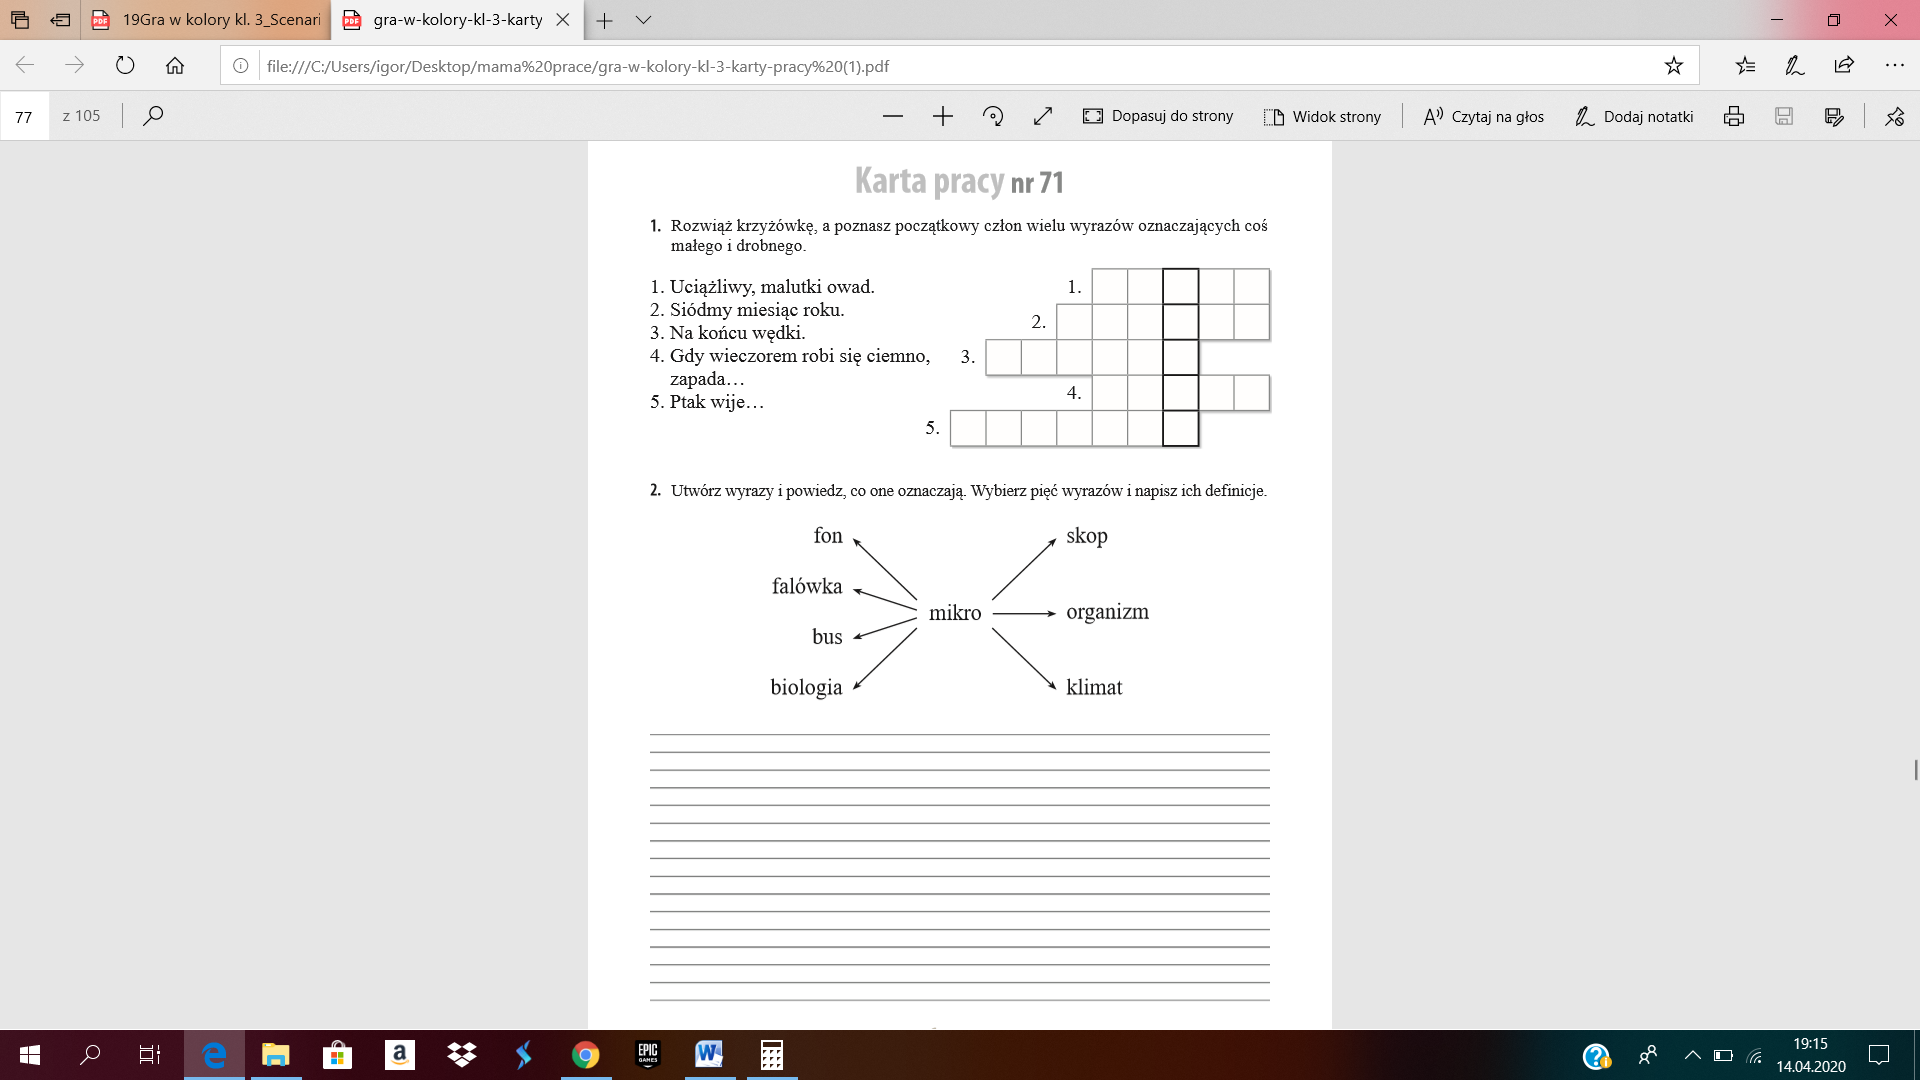 19Gra w kolory kl. 3_Scenari
gra-w-kolory-kl-3-karty
file:///C:/Users/igor/Desktop/mama%20prace/gra-w-kolory-kl-3-karty-pracy%20(1).pdf
77 z 105
Dopasuj do strony
Widok strony
Czytaj na głos
Dodaj notatki
Karta pracy nr 71
1. Rozwiąż krzyżówkę, a poznasz początkowy człon wielu wyrazów oznaczających coś
małego i drobnego.
1. Uciążliwy, malutki owad.
2. Siódmy miesiąc roku.
3. Na końcu wędki.
4. Gdy wieczorem robi się ciemno,
zapada…
5. Ptak wije…
1.
2.
3.
4.
5.
2. Utwórz wyrazy i powiedz, co one oznaczają. Wybierz pięć wyrazów i napisz ich definicje.
fon
falówka
bus
biologia
mikro
skop
organizm
klimat
EPIC
GAMES
19:15
14.04.2020